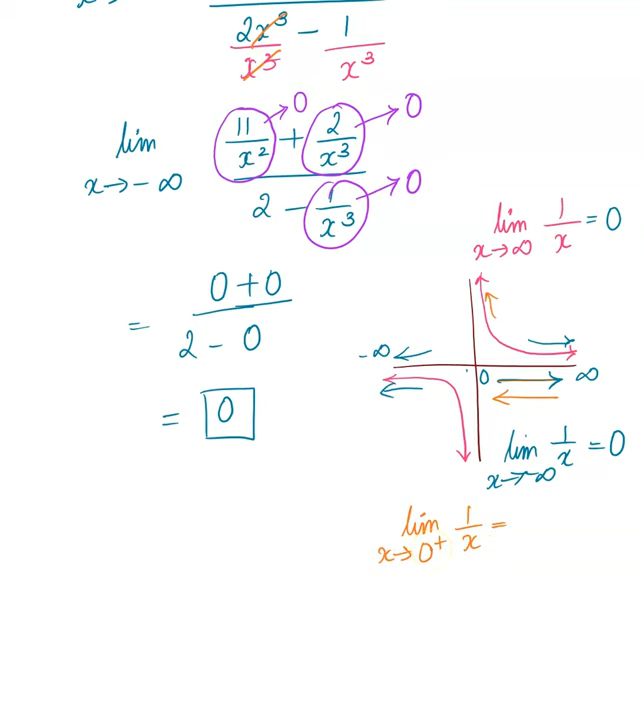 2x³/x³ − 1/x³
lim x→−∞ (11/x² + 2/x³)/(2 − 1/x³)
→0
→0
→0
= (0+0)/(2−0)
= 0
lim x→∞ 1/x = 0
−∞
0
∞
lim x→−∞ 1/x = 0
lim x→0⁺ 1/x =